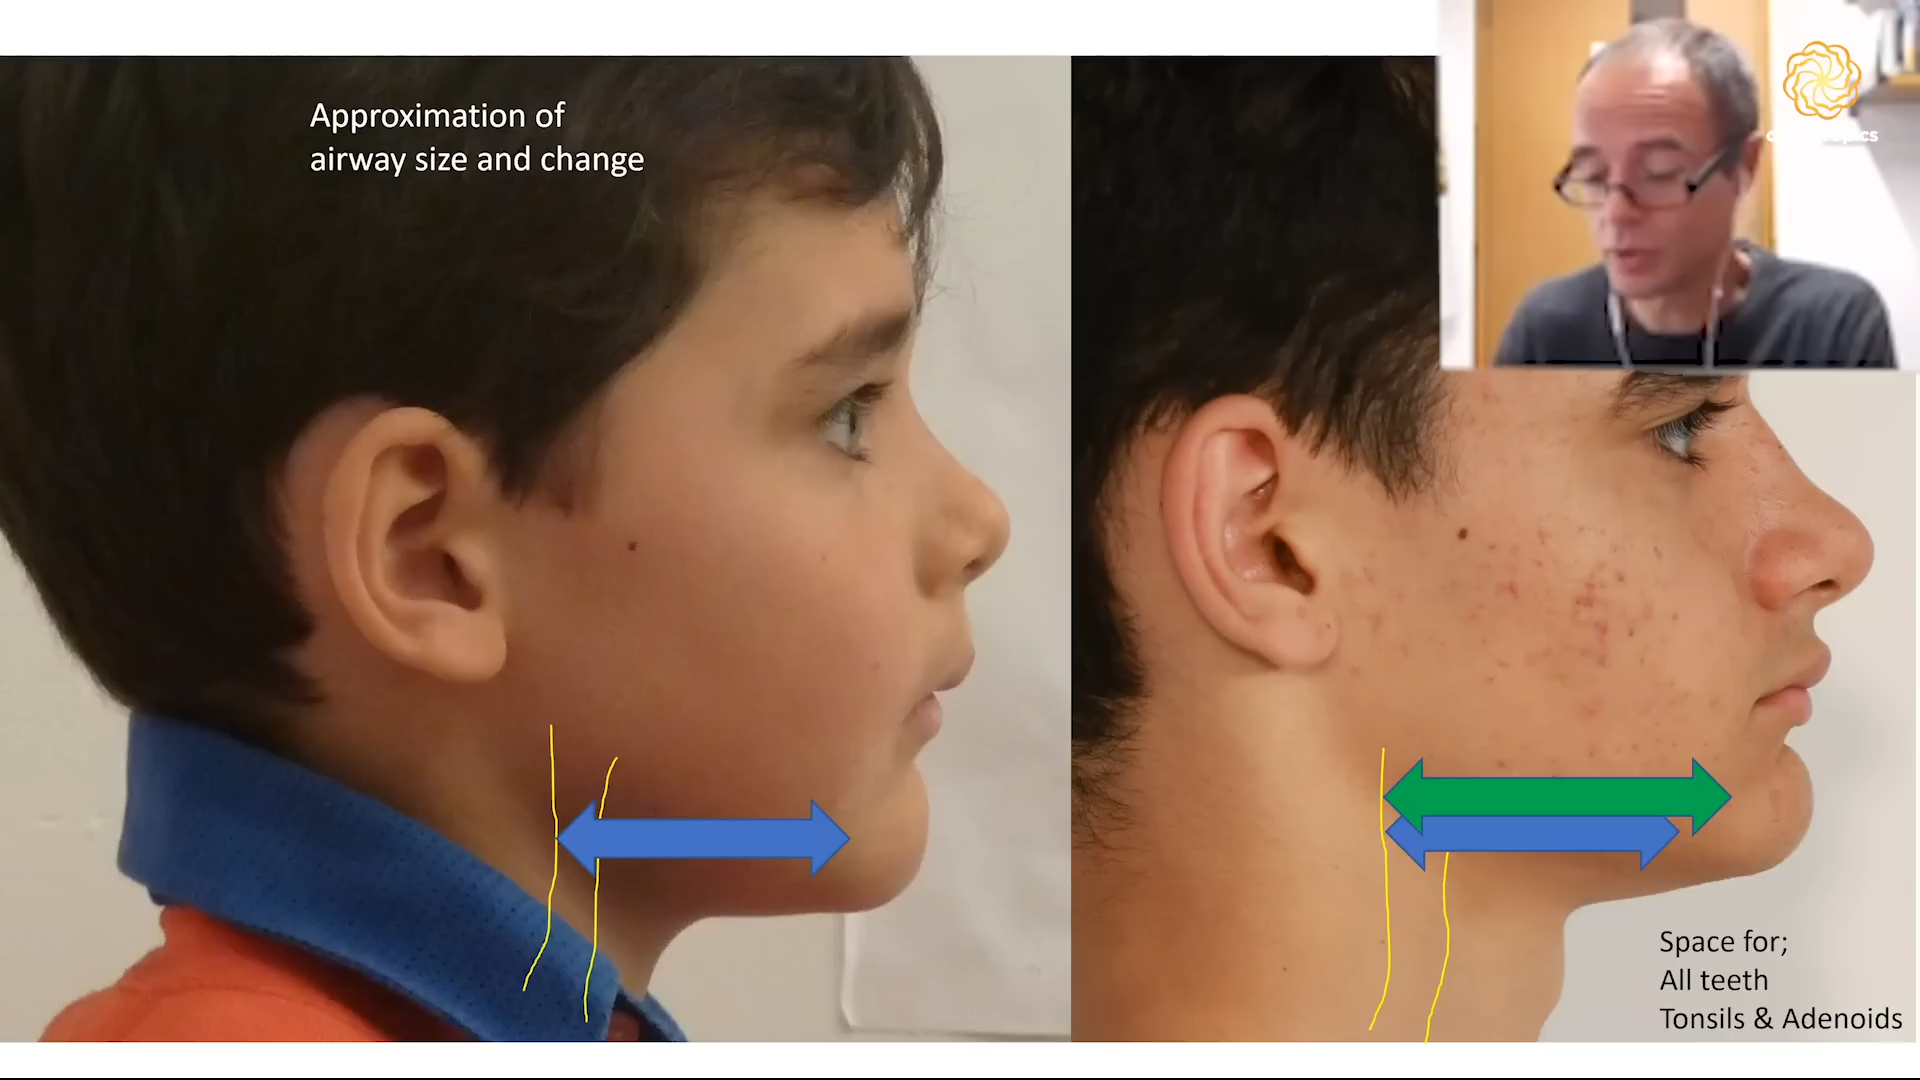 Approximation of
airway size and change
Space for;
All teeth
Tonsils & Adenoids